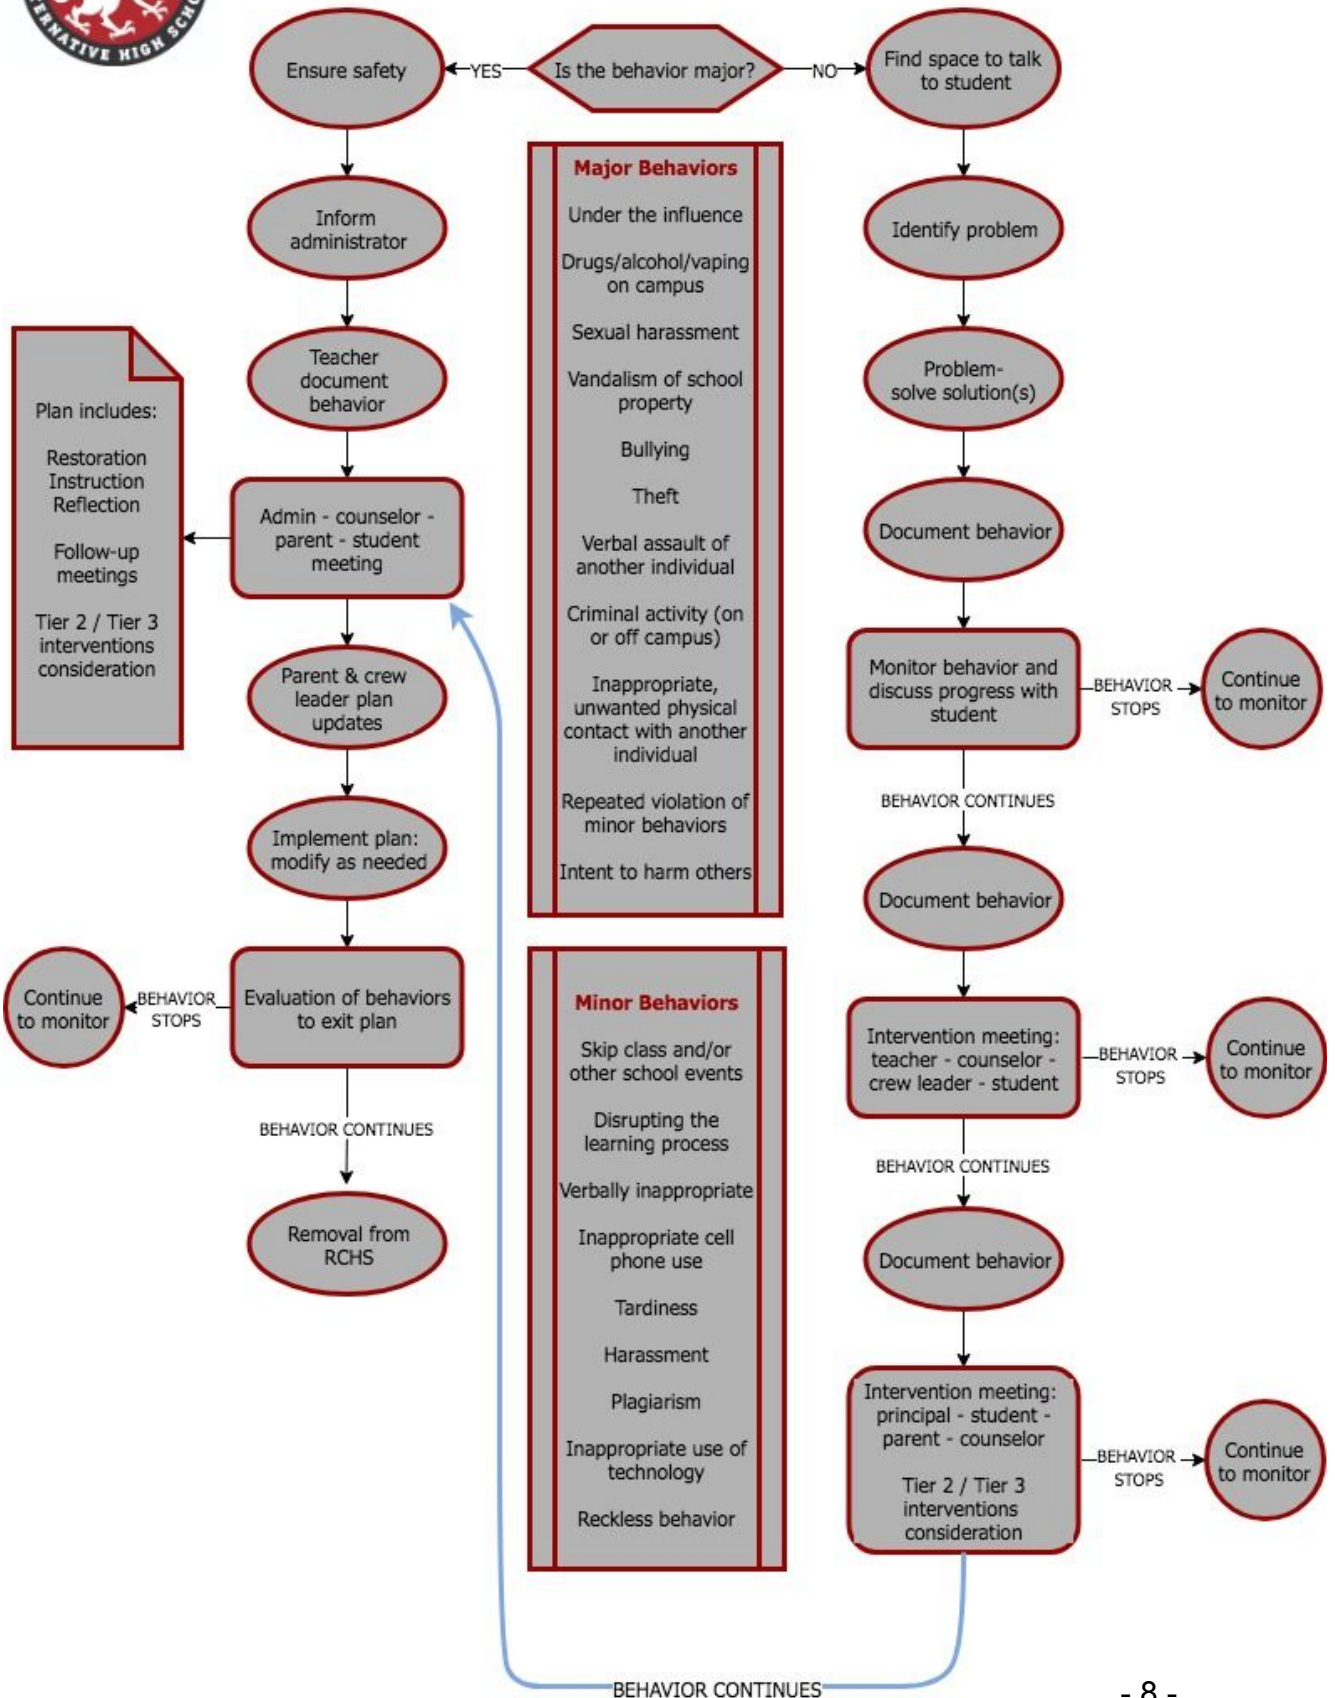 ERNATIVE HIGH SCHO
Ensure safety
YES
Is the behavior major?
NO
Find space to talk
to student
Inform
administrator
Teacher
document
behavior
Admin - counselor -
parent - student
meeting
Plan includes:
Restoration
Instruction
Reflection
Follow-up
meetings
Tier 2 / Tier 3
interventions
consideration
Parent & crew
leader plan
updates
Implement plan:
modify as needed
Evaluation of behaviors
to exit plan
BEHAVIOR
STOPS
Continue
to monitor
BEHAVIOR CONTINUES
Removal from
RCHS
Major Behaviors
Under the influence
Drugs/alcohol/vaping
on campus
Sexual harassment
Vandalism of school
property
Bullying
Theft
Verbal assault of
another individual
Criminal activity (on
or off campus)
Inappropriate,
unwanted physical
contact with another
individual
Repeated violation of
minor behaviors
Intent to harm others
Minor Behaviors
Skip class and/or
other school events
Disrupting the
learning process
Verbally inappropriate
Inappropriate cell
phone use
Tardiness
Harassment
Plagiarism
Inappropriate use of
technology
Reckless behavior
Identify problem
Problem-
solve solution(s)
Document behavior
Monitor behavior and
discuss progress with
student
BEHAVIOR
STOPS
Continue
to monitor
BEHAVIOR CONTINUES
Document behavior
Intervention meeting:
teacher - counselor -
crew leader - student
BEHAVIOR
STOPS
Continue
to monitor
BEHAVIOR CONTINUES
Document behavior
Intervention meeting:
principal - student -
parent - counselor
Tier 2 / Tier 3
interventions
consideration
BEHAVIOR
STOPS
Continue
to monitor
BEHAVIOR CONTINUES
- 8 -